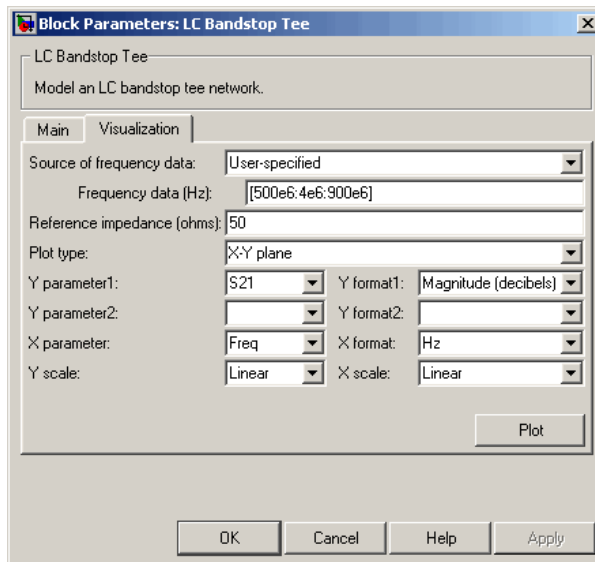 Block Parameters: LC Bandstop Tee
LC Bandstop Tee
Model an LC bandstop tee network.
Main Visualization
Source of frequency data: User-specified
Frequency data (Hz): [500e6:4e6:900e6]
Reference impedance (ohms): 50
Plot type: X-Y plane
Y parameter1: S21 Y format1: Magnitude (decibels)
Y parameter2: Y format2:
X parameter: Freq X format: Hz
Y scale: Linear X scale: Linear
Plot
OK Cancel Help Apply